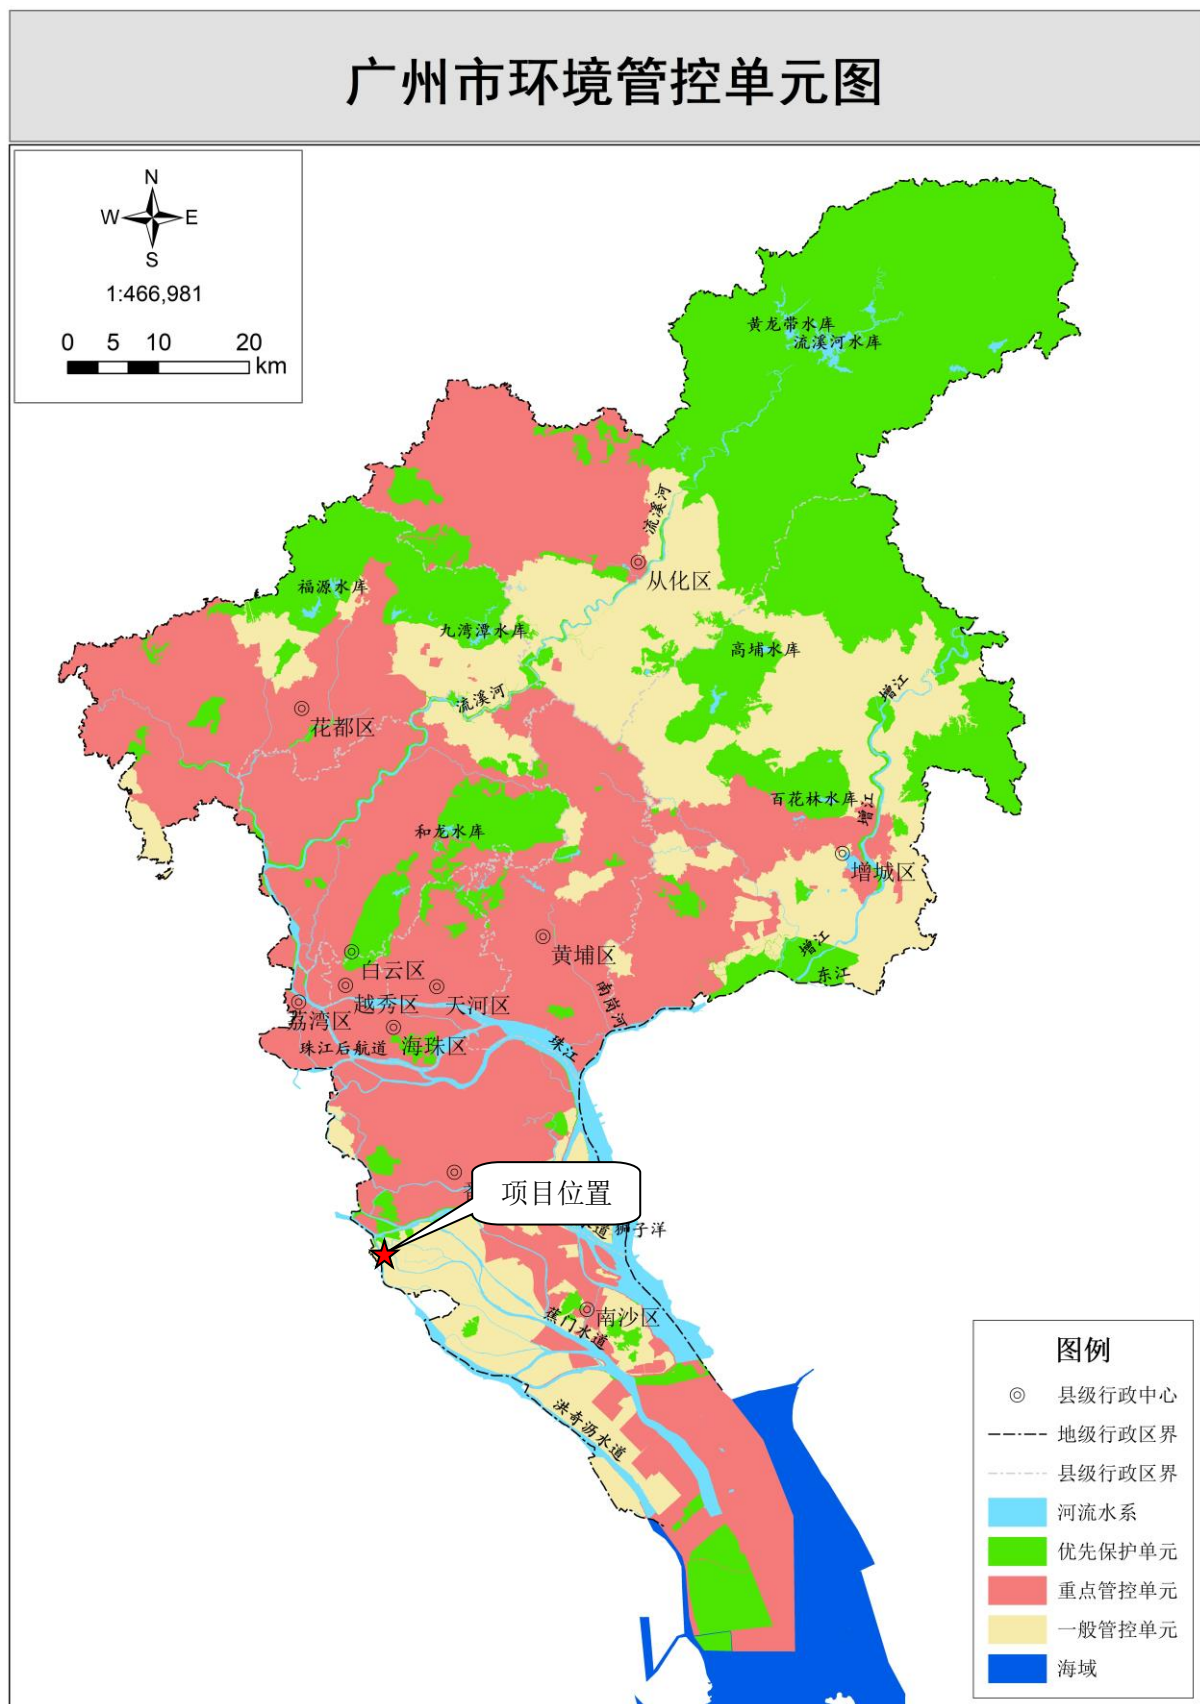 广州市环境管控单元图
N
W E
S
1:466,981
0 5 10 20
km
黄龙带水库
流溪河水库
流溪河
从化区
福源水库
九湾潭水库
高埔水库
增江
流溪河
花都区
百花林水库
增江
和龙水库
增城区
黄埔区
增江
白云区
东江
越秀区
天河区
南岗河
荔湾区
珠江后航道
海珠区
珠江
项目位置
道
狮子洋
南沙区
蕉门水道
洪奇沥水道
图例
县级行政中心
地级行政区界
县级行政区界
河流水系
优先保护单元
重点管控单元
一般管控单元
海域